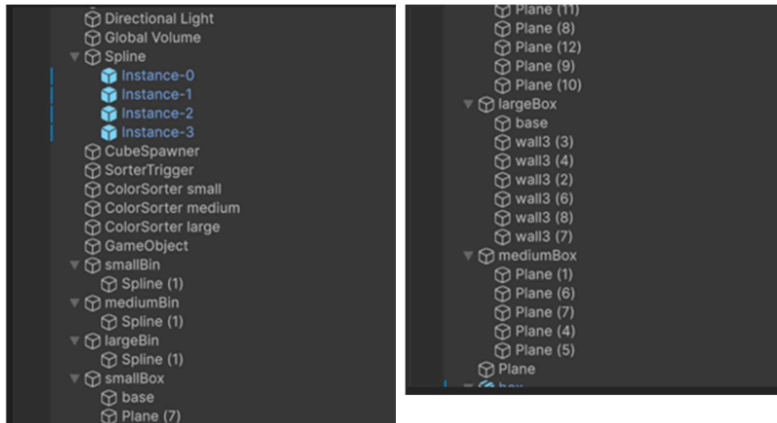 Directional Light
Global Volume
Spline
Instance-0
Instance-1
Instance-2
Instance-3
CubeSpawner
SorterTrigger
ColorSorter small
ColorSorter medium
ColorSorter large
GameObject
smallBin
Spline (1)
mediumBin
Spline (1)
largeBin
Spline (1)
smallBox
base
Plane (7)
Plane (11)
Plane (8)
Plane (12)
Plane (9)
Plane (10)
largeBox
base
wall3 (3)
wall3 (4)
wall3 (2)
wall3 (6)
wall3 (8)
wall3 (7)
mediumBox
Plane (1)
Plane (6)
Plane (7)
Plane (4)
Plane (5)
Plane
box